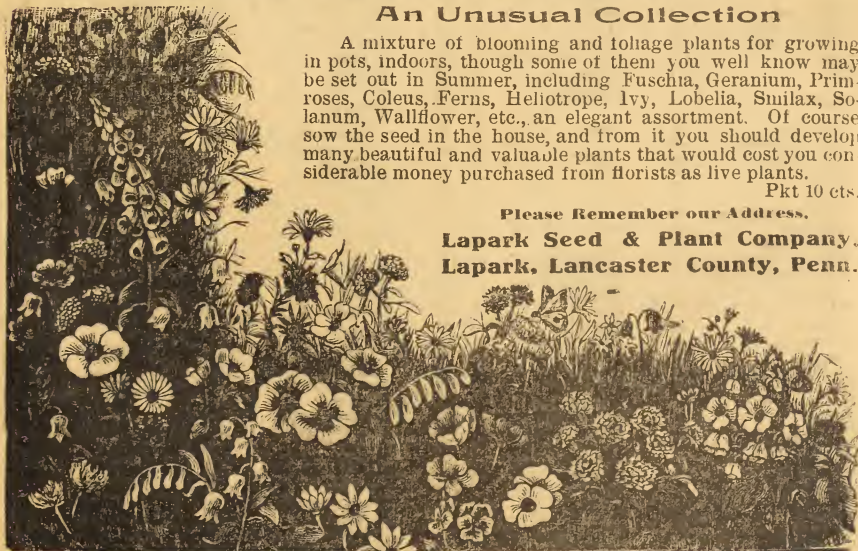 An Unusual Collection
A mixture of blooming and foliage plants for growing
in pots, indoors, though some of them you well know may
be set out in Summer, including Fuschia, Geranium, Prim-
roses, Coleus, Ferns, Heliotrope, Ivy, Lobelia, Smilax, So-
lanum, Wallflower, etc., an elegant assortment. Of course
sow the seed in the house, and from it you should develop
many beautiful and valuable plants that would cost you con-
siderable money purchased from florists as live plants.
Pkt 10 cts.
Please Remember our Address.
Lapark Seed & Plant Company,
Lapark, Lancaster County, Penn.